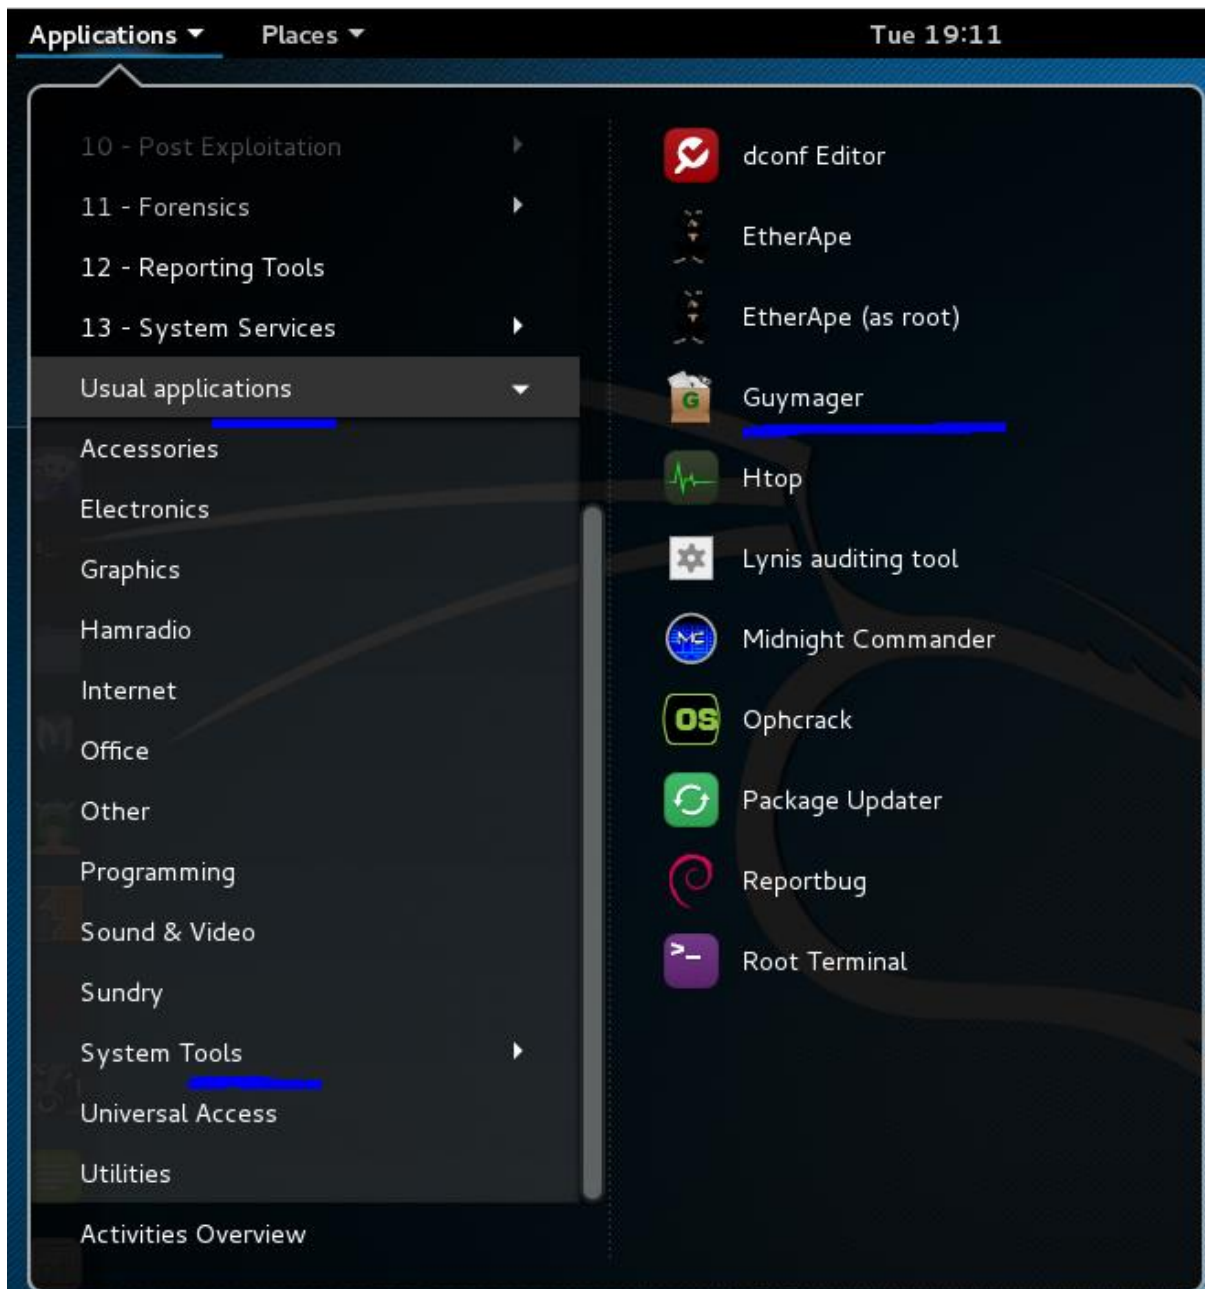 Applications Places Tue 19:11
10 - Post Exploitation
11 - Forensics
12 - Reporting Tools
13 - System Services
Usual applications
Accessories
Electronics
Graphics
Hamradio
Internet
Office
Other
Programming
Sound & Video
Sundry
System Tools
Universal Access
Utilities
Activities Overview
dconf Editor
EtherApe
EtherApe (as root)
G
Guymager
Htop
Lynis auditing tool
MC
Midnight Commander
OS
Ophcrack
Package Updater
Reportbug
>_
Root Terminal